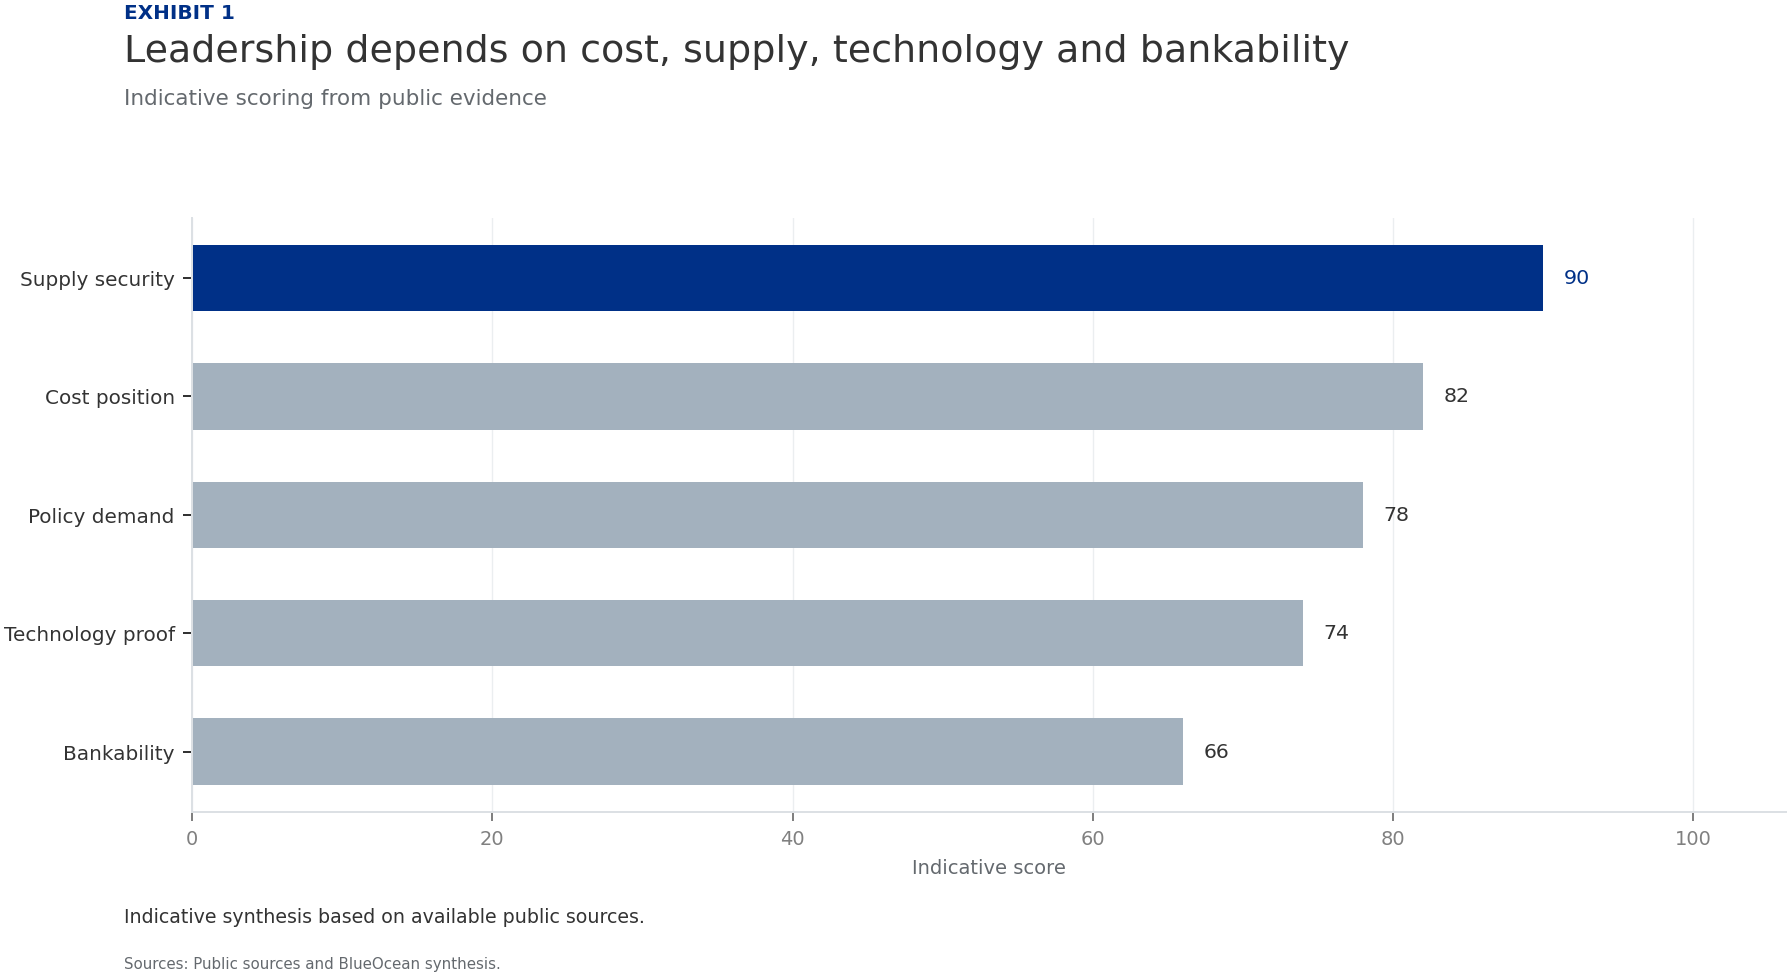 EXHIBIT 1
Leadership depends on cost, supply, technology and bankability
Indicative scoring from public evidence
Supply security 90
Cost position 82
Policy demand 78
Technology proof 74
Bankability 66
0 20 40 60 80 100
Indicative score
Indicative synthesis based on available public sources.
Sources: Public sources and BlueOcean synthesis.